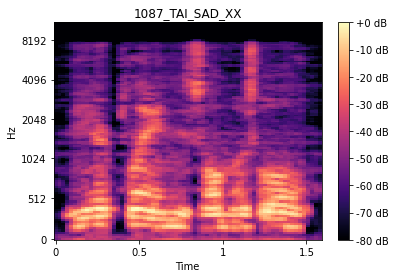 1087_TAI_SAD_XX
Hz
8192
4096
2048
1024
512
0
0
0.5
1
1.5
Time
+0 dB
-10 dB
-20 dB
-30 dB
-40 dB
-50 dB
-60 dB
-70 dB
-80 dB